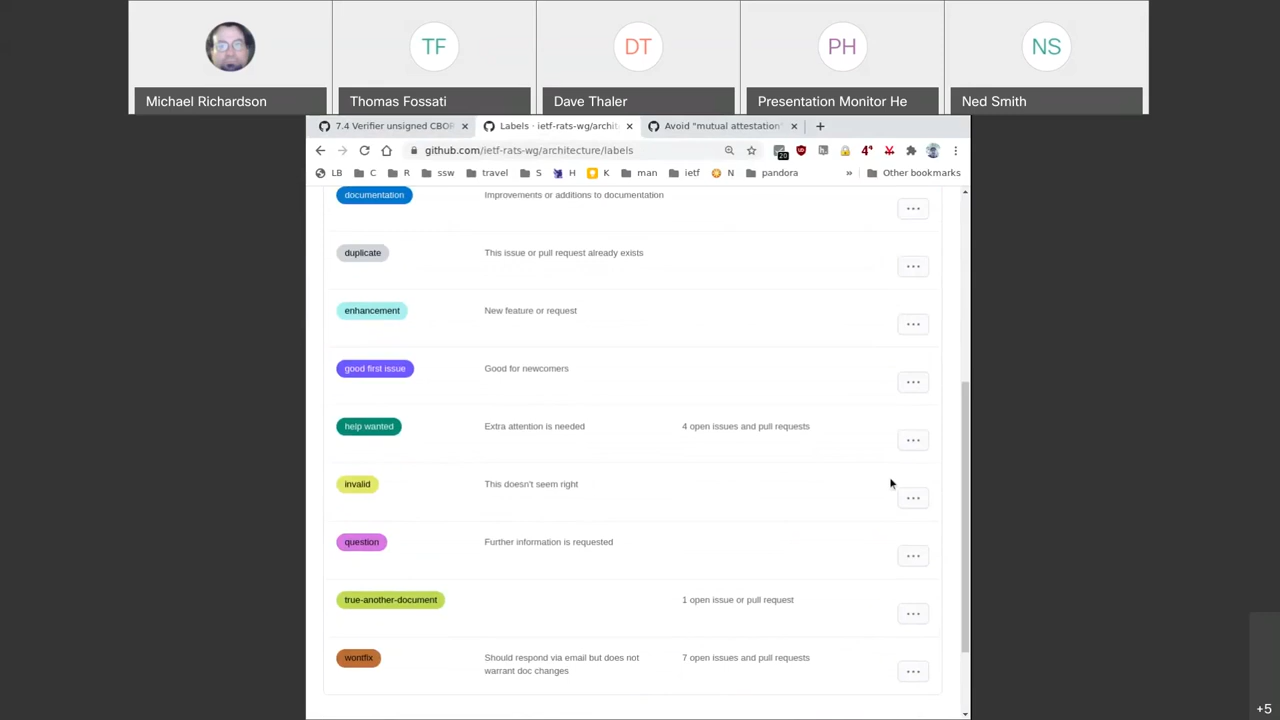 TF
DT
PH
NS
Michael Richardson
Thomas Fossati
Dave Thaler
Presentation Monitor He
Ned Smith
7.4 Verifier unsigned CBOR
Labels · ietf-rats-wg/archit
Avoid "mutual attestation"
github.com/ietf-rats-wg/architecture/labels
20
4
LB
C
R
ssw
travel
S
H
K
man
ietf
N
pandora
»
Other bookmarks
documentation
Improvements or additions to documentation
duplicate
This issue or pull request already exists
enhancement
New feature or request
good first issue
Good for newcomers
help wanted
Extra attention is needed
4 open issues and pull requests
invalid
This doesn't seem right
question
Further information is requested
true-another-document
1 open issue or pull request
wontfix
Should respond via email but does not
warrant doc changes
7 open issues and pull requests
+5